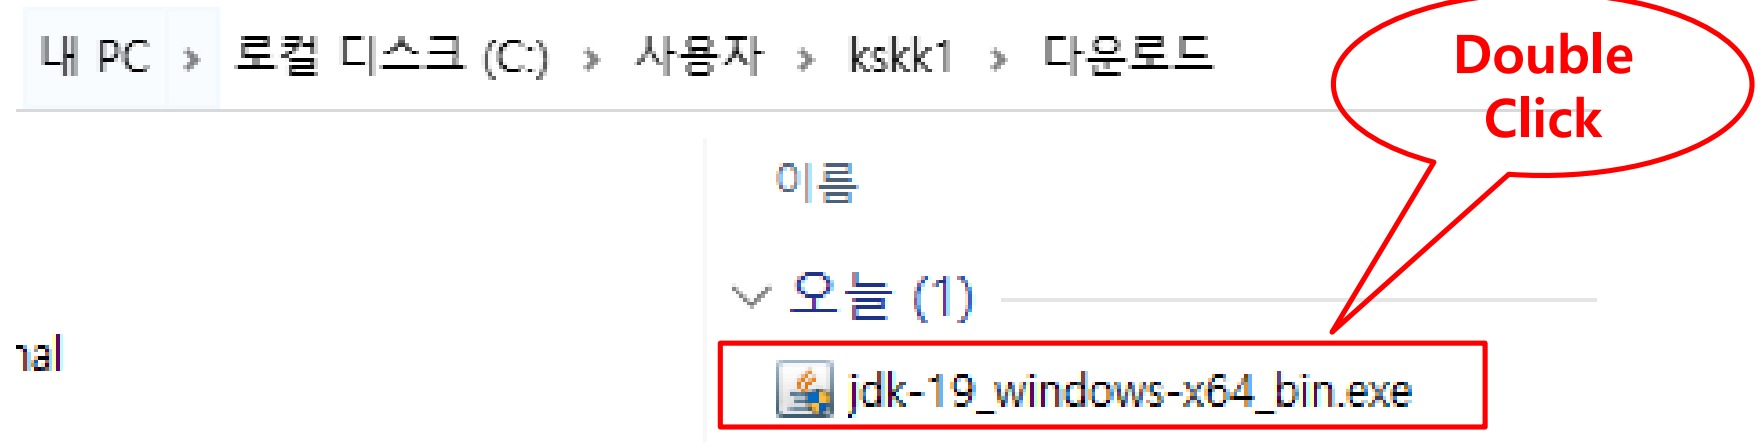 내 PC > 로컬 디스크 (C:) > 사용자 > kskk1 > 다운로드
Double
Click
이름
오늘 (1)
nal
jdk-19_windows-x64_bin.exe